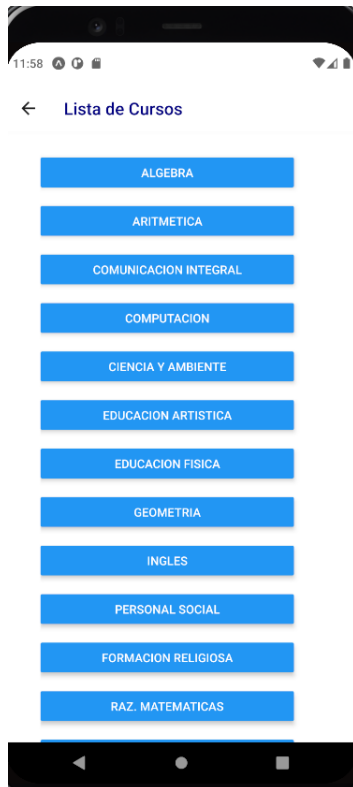 11:58
Lista de Cursos
ALGEBRA
ARITMETICA
COMUNICACION INTEGRAL
COMPUTACION
CIENCIA Y AMBIENTE
EDUCACION ARTISTICA
EDUCACION FISICA
GEOMETRIA
INGLES
PERSONAL SOCIAL
FORMACION RELIGIOSA
RAZ. MATEMATICAS